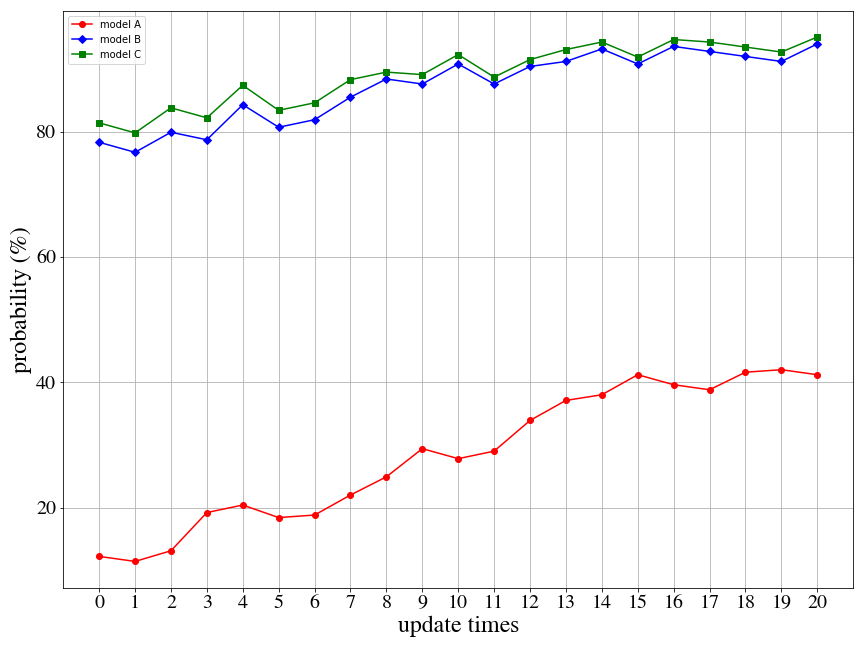 model A
model B
model C
probability (%)
80
60
40
20
0 1 2 3 4 5 6 7 8 9 10 11 12 13 14 15 16 17 18 19 20
update times